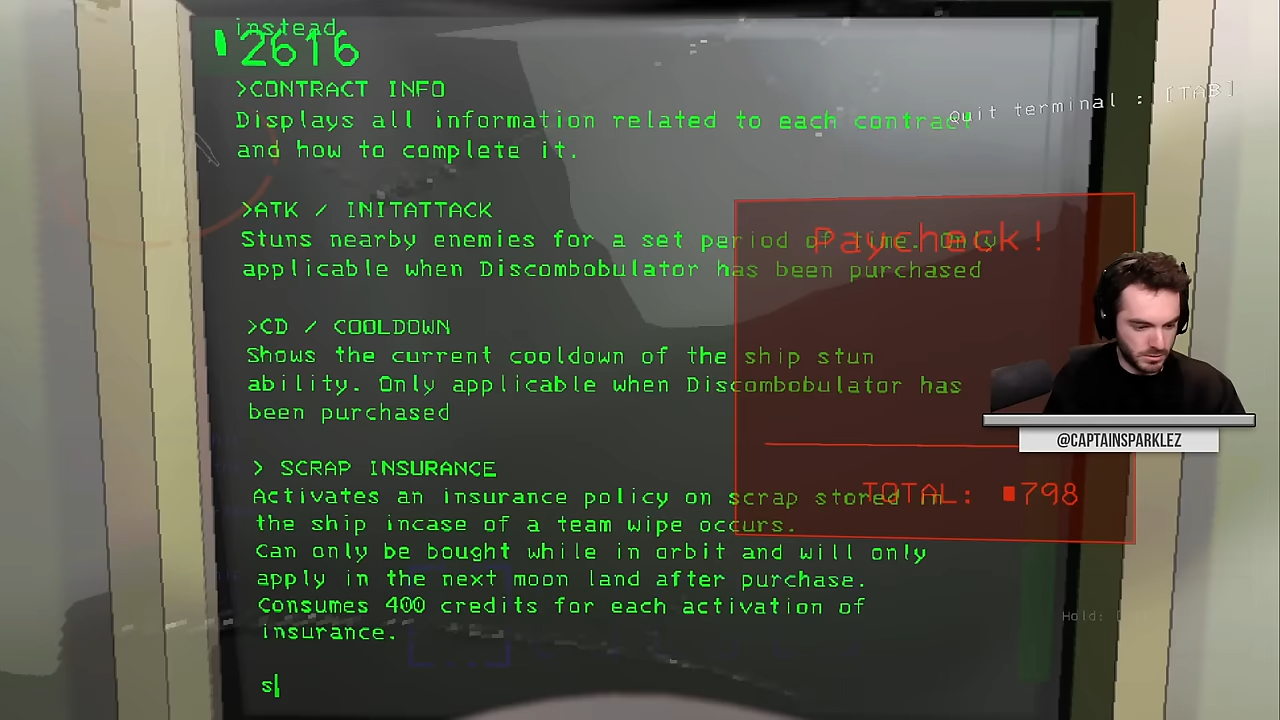 instead.
2616
>CONTRACT INFO
Quit terminal : [TAB]
Displays all information related to each contract
and how to complete it.
>ATK / INITATTACK
Stuns nearby enemies for a set period of time. Only
Paycheck!
applicable when Discombobulator has been purchased
>CD / COOLDOWN
Shows the current cooldown of the ship stun
ability. Only applicable when Discombobulator has
been purchased
@CAPTAINSPARKLEZ
> SCRAP INSURANCE
Activates an insurance policy on scrap stored in
TOTAL: 798
the ship incase of a team wipe occurs.
Can only be bought while in orbit and will only
apply in the next moon land after purchase.
Consumes 400 credits for each activation of
Hold:
insurance.
s